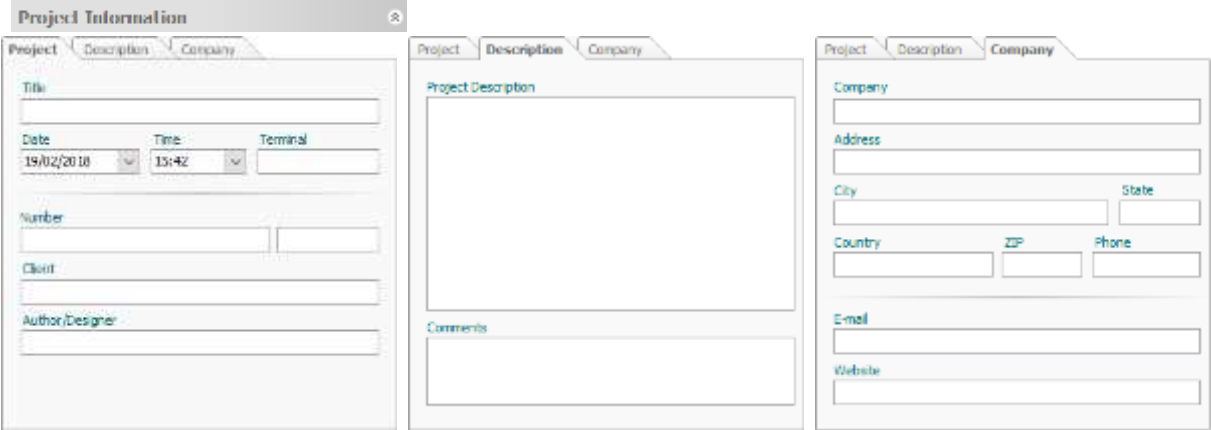 Project Information
Project Description Company
Title
Date Time Terminal
19/02/2018 15:42
Number
Client
Author/Designer
Project Description Company
Project Description
Comments
Project Description Company
Company
Address
City State
Country ZIP Phone
E-mail
Website